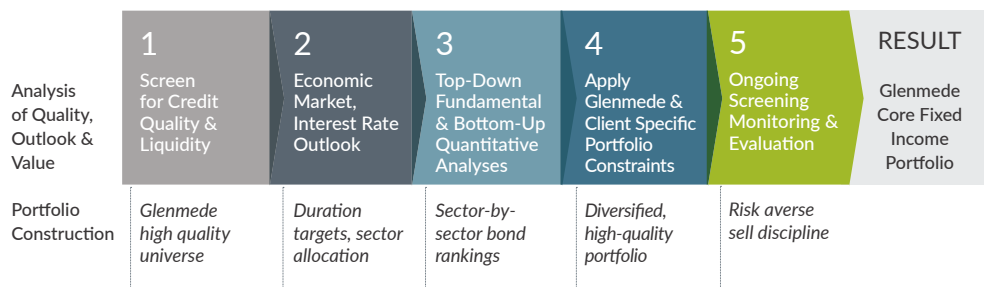 Analysis
of Quality,
Outlook &
Value
1
Screen
for Credit
Quality &
Liquidity
2
Economic
Market,
Interest Rate
Outlook
3
Top-Down
Fundamental
& Bottom-Up
Quantitative
Analyses
4
Apply
Glenmede &
Client Specific
Portfolio
Constraints
5
Ongoing
Screening
Monitoring &
Evaluation
RESULT
Glenmede
Core Fixed
Income
Portfolio
Portfolio
Construction
Glenmede
high quality
universe
Duration
targets, sector
allocation
Sector-by-
sector bond
rankings
Diversified,
high-quality
portfolio
Risk averse
sell discipline